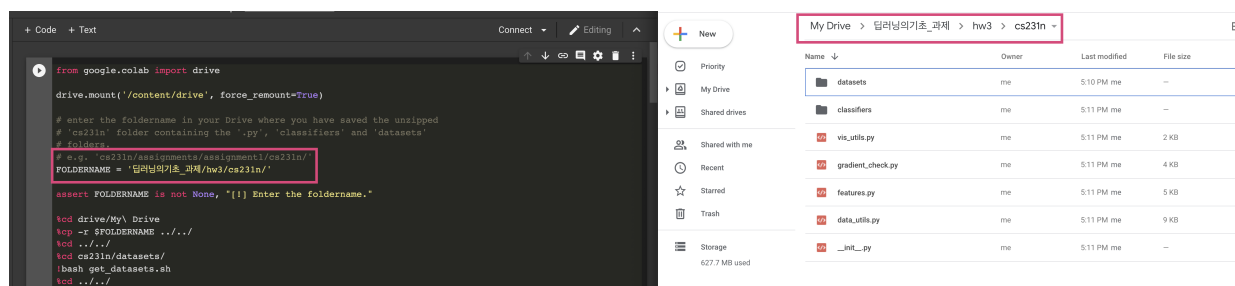 + Code + Text
Connect
Editing
from google.colab import drive
drive.mount('/content/drive', force_remount=True)
# enter the foldername in your Drive where you have saved the unzipped
# 'cs231n' folder containing the '.py', 'classifiers' and 'datasets'
# folders.
# e.g. 'cs231n/assignments/assignment1/cs231n/'
FOLDERNAME = '딥러닝의기초_과제/hw3/cs231n/'
assert FOLDERNAME is not None, "[!] Enter the foldername."
%cd drive/My\ Drive
%cp -r $FOLDERNAME ../../
%cd ../../
%cd cs231n/datasets/
!bash get_datasets.sh
%cd ../../
New
Priority
My Drive
Shared drives
Shared with me
Recent
Starred
Trash
Storage
627.7 MB used
My Drive > 딥러닝의기초_과제 > hw3 > cs231n
Name Owner Last modified File size
datasets me 5:10 PM me –
classifiers me 5:11 PM me –
vis_utils.py me 5:11 PM me 2 KB
gradient_check.py me 5:11 PM me 4 KB
features.py me 5:11 PM me 5 KB
data_utils.py me 5:11 PM me 9 KB
__init__.py me 5:11 PM me –